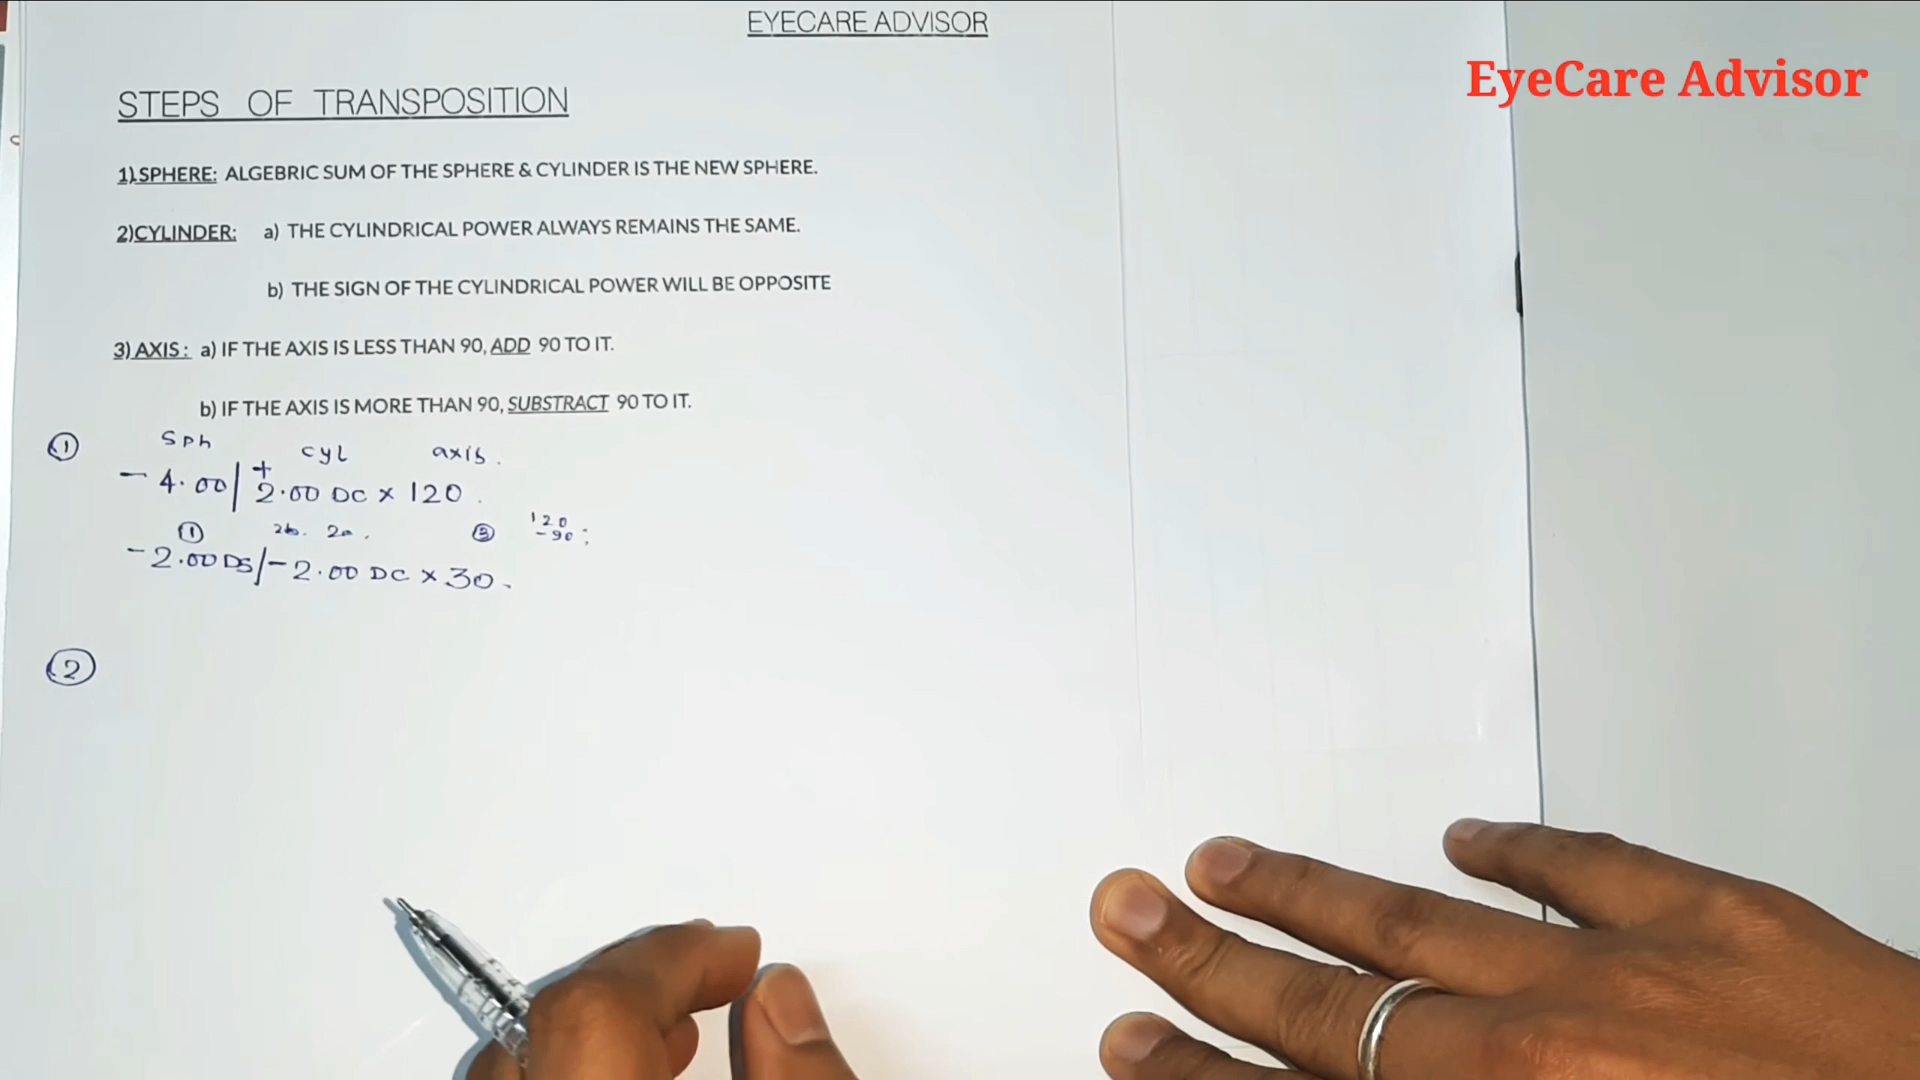 EYECARE ADVISOR
EyeCare Advisor
STEPS OF TRANSPOSITION
1).SPHERE: ALGEBRIC SUM OF THE SPHERE & CYLINDER IS THE NEW SPHERE.
2)CYLINDER: a) THE CYLINDRICAL POWER ALWAYS REMAINS THE SAME.
b) THE SIGN OF THE CYLINDRICAL POWER WILL BE OPPOSITE
3) AXIS: a) IF THE AXIS IS LESS THAN 90, ADD 90 TO IT.
b) IF THE AXIS IS MORE THAN 90, SUBSTRACT 90 TO IT.
① Sph cyl axis.
- 4.00 | + 2.00 DC x 120.
① 2b. 2a. ③ 120
-90;
- 2.00 DS/- 2.00 DC x 30.
②